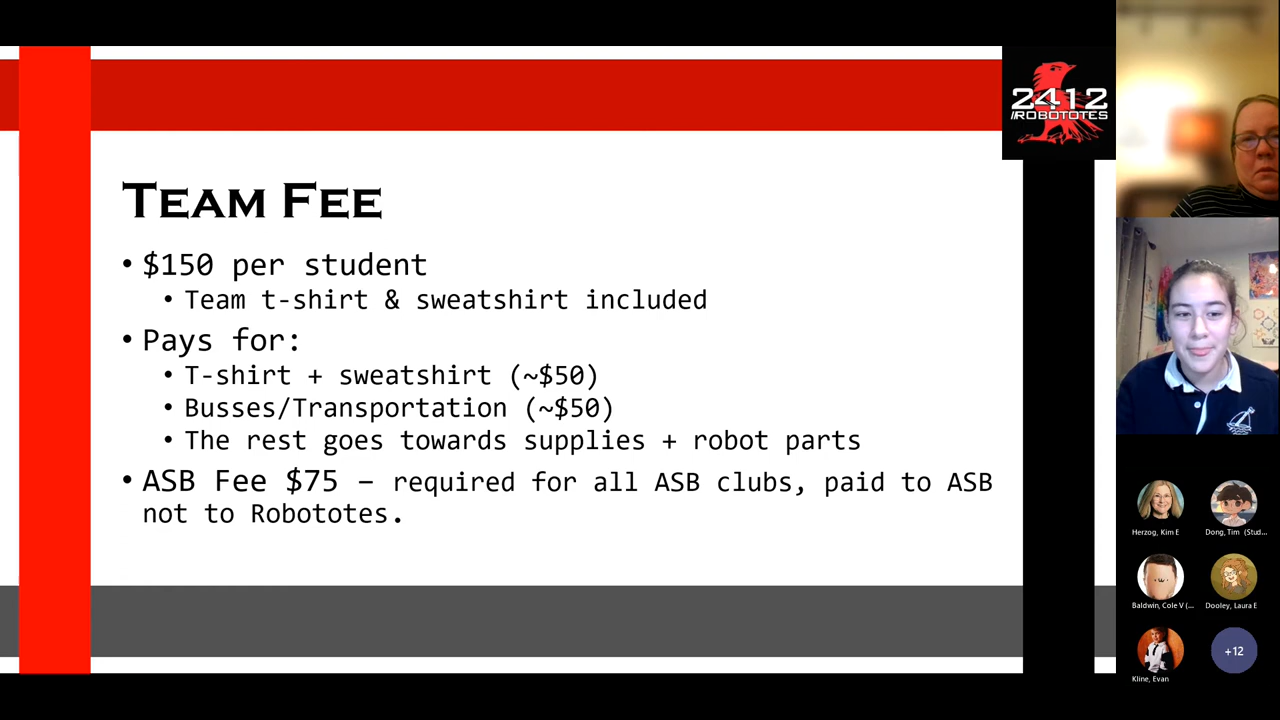 2412
ROBOTOTES
TEAM FEE
• $150 per student
• Team t-shirt & sweatshirt included
• Pays for:
• T-shirt + sweatshirt (~$50)
• Busses/Transportation (~$50)
• The rest goes towards supplies + robot parts
• ASB Fee $75 – required for all ASB clubs, paid to ASB
not to Robototes.
Herzog, Kim E
Dong, Tim (Stud...
Baldwin, Cole V (...
Dooley, Laura E
Kline, Evan
+12